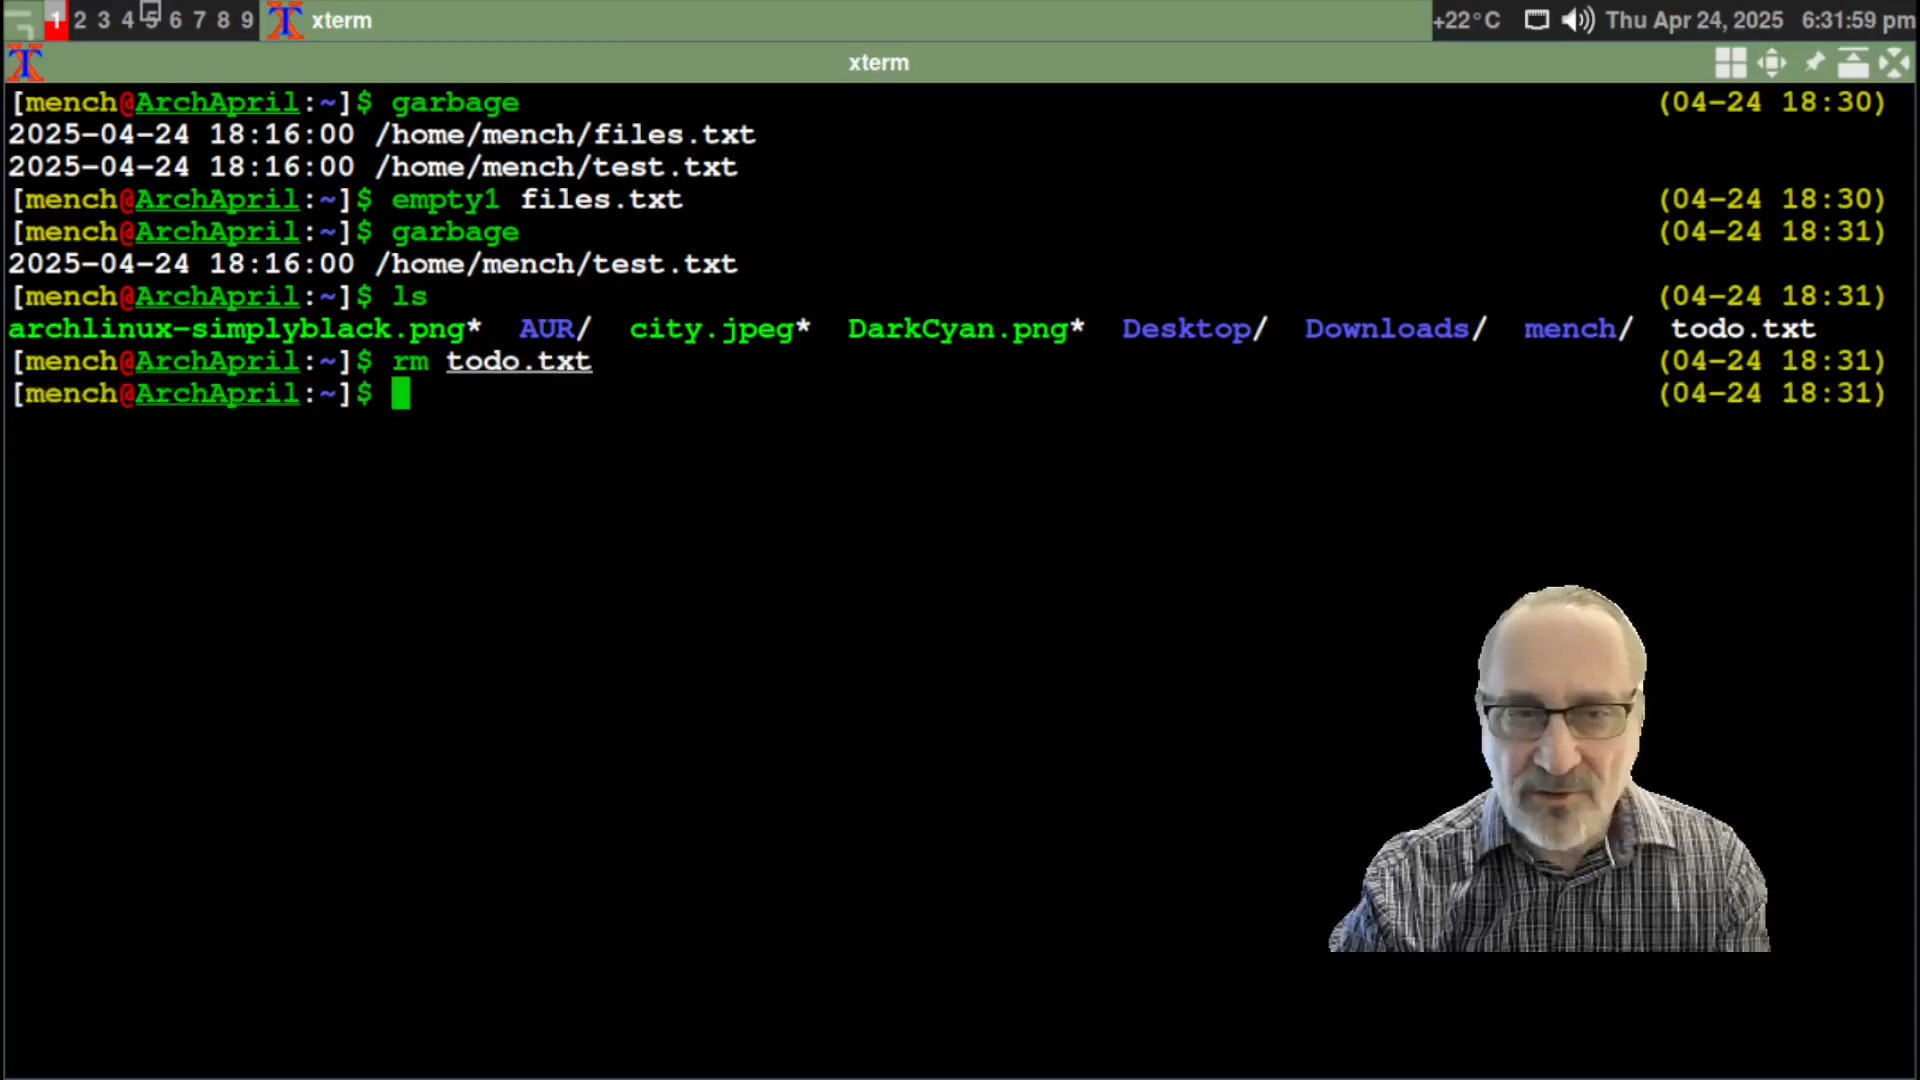 1 2 3 4 5 6 7 8 9 xterm +22°C Thu Apr 24, 2025 6:31:59 pm
xterm
[mench@ArchApril:~]$ garbage (04-24 18:30)
2025-04-24 18:16:00 /home/mench/files.txt
2025-04-24 18:16:00 /home/mench/test.txt
[mench@ArchApril:~]$ empty1 files.txt (04-24 18:30)
[mench@ArchApril:~]$ garbage (04-24 18:31)
2025-04-24 18:16:00 /home/mench/test.txt
[mench@ArchApril:~]$ ls (04-24 18:31)
archlinux-simplyblack.png* AUR/ city.jpeg* DarkCyan.png* Desktop/ Downloads/ mench/ todo.txt
[mench@ArchApril:~]$ rm todo.txt (04-24 18:31)
[mench@ArchApril:~]$ (04-24 18:31)